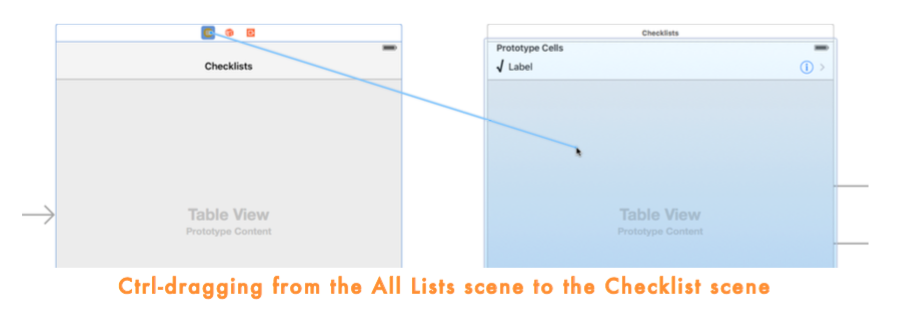 Checklists
Table View
Prototype Content
Checklists
Prototype Cells
√ Label
Table View
Prototype Content
Ctrl-dragging from the All Lists scene to the Checklist scene